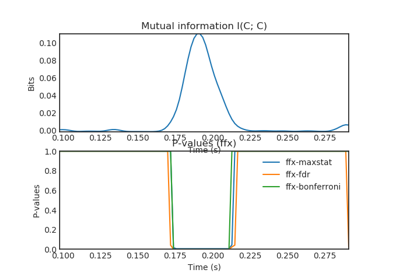 Mutual information I(C; C)
0.10
0.08
0.06
0.04
0.02
0.00
Bits
0.100 0.125 0.150 0.175 0.200 0.225 0.250 0.275
Time (s)
P-values (ffx)
1.0
0.8
0.6
0.4
0.2
0.0
P-values
ffx-maxstat
ffx-fdr
ffx-bonferroni
0.100 0.125 0.150 0.175 0.200 0.225 0.250 0.275
Time (s)